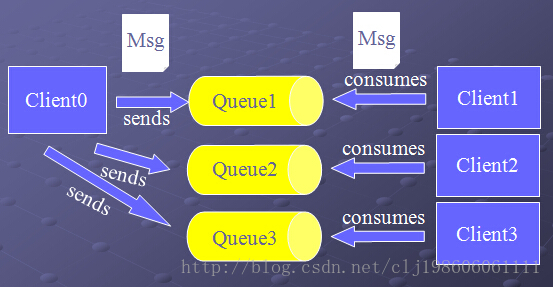 Msg
Msg
Client0
sends
Queue1
consumes
Client1
sends
Queue2
consumes
Client2
sends
Queue3
consumes
Client3
http://blog.csdn.net/clj198606061111